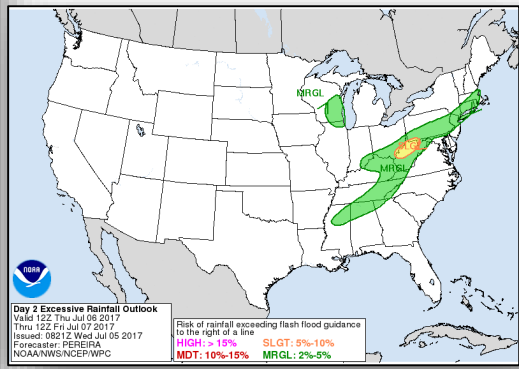 MRGL
SLGT
MRGL
NOAA
Day 2 Excessive Rainfall Outlook
Valid 12Z Thu Jul 06 2017
Thru 12Z Fri Jul 07 2017
Issued: 0821Z Wed Jul 05 2017
Forecaster: PEREIRA
NOAA/NWS/NCEP/WPC
Risk of rainfall exceeding flash flood guidance
to the right of a line
HIGH: > 15% SLGT: 5%-10%
MDT: 10%-15% MRGL: 2%-5%